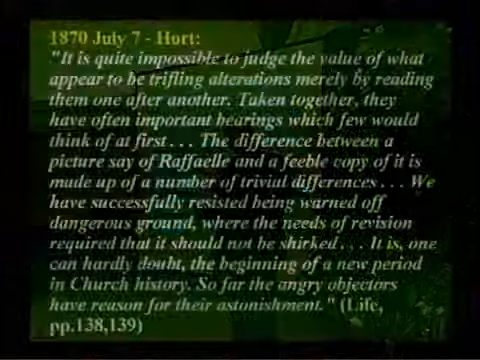 1870 July 7 - Hort:
"It is quite impossible to judge the value of what
appear to be trifling alterations merely by reading
them one after another. Taken together, they
have often important bearings which few would
think of at first . . . The difference between a
picture say of Raffaelle and a feeble copy of it is
made up of a number of trivial differences . . . We
have successfully resisted being warned off
dangerous ground, where the needs of revision
required that it should not be shirked . . . It is, one
can hardly doubt, the beginning of a new period
in Church history. So far the angry objectors
have reason for their astonishment." (Life,
pp.138,139)